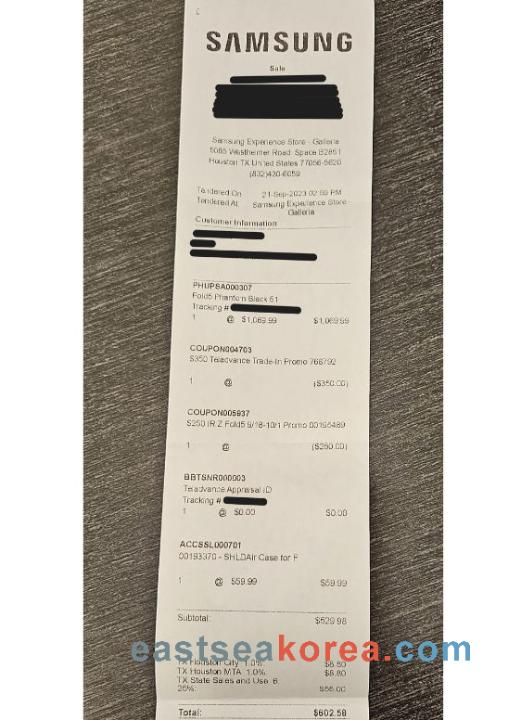 SAMSUNG
Sale
Samsung Experience Store - Galleria
5085 Westheimer Road Space B2851
Houston TX United States 77056-5620
(832)430-6059
Tendered On 21-Sep-2023 02:59 PM
Tendered At Samsung Experience Store -
Galleria
Customer Information
PHUPSA000307
Fold5 Phantom Black 51
Tracking #
1 @ $1,069.99 $1,069.99
COUPON004703
$350 Teladvance Trade-In Promo 766792
1 @ ($350.00)
COUPON005937
$250 IR Z Fold5 9/18-10/1 Promo 00195489
1 @ ($250.00)
BBTSNR000003
Teladvance Appraisal ID
Tracking #
1 @ $0.00 $0.00
ACCSSL000701
00193370 - SHLDAir Case for F
1 @ $59.99 $59.99
Subtotal: $529.98
eastseakorea.com
TX Houston City 1.0%: $8.80
TX Houston MTA 1.0%: $8.80
TX State Sales and Use 6.
25%: $55.00
Total: $602.58